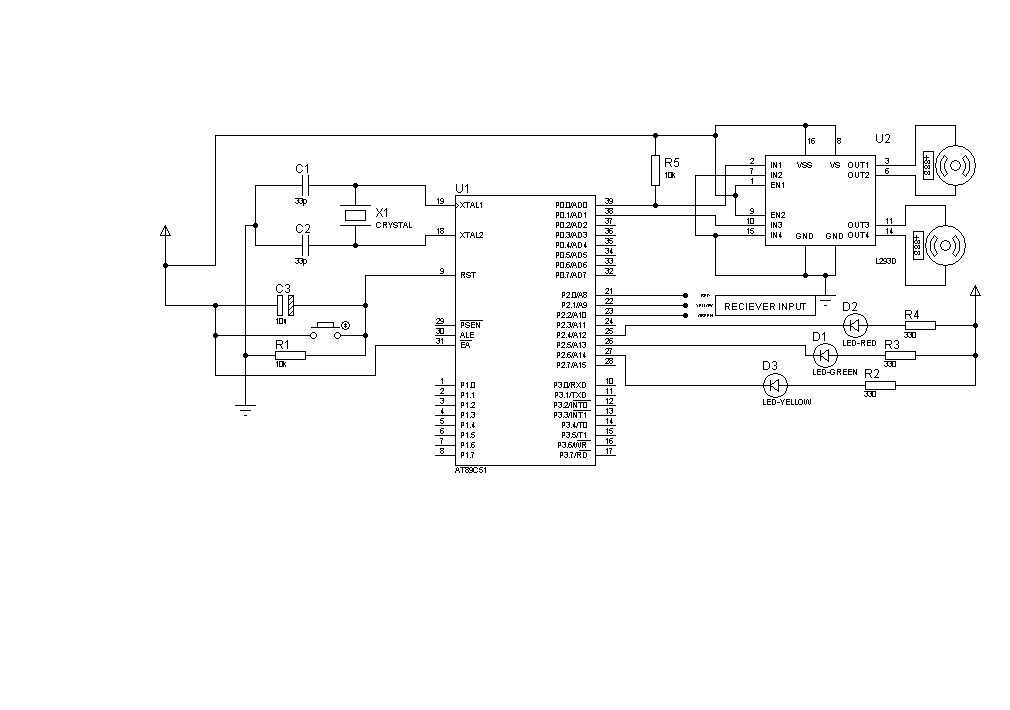 C1
33p
C2
33p
X1
CRYSTAL
C3
10u
R1
10k
U1
19
XTAL1
18
XTAL2
9
RST
29
PSEN
30
ALE
31
EA
1
P1.0
2
P1.1
3
P1.2
4
P1.3
5
P1.4
6
P1.5
7
P1.6
8
P1.7
AT89C51
P0.0/AD0
39
P0.1/AD1
38
P0.2/AD2
37
P0.3/AD3
36
P0.4/AD4
35
P0.5/AD5
34
P0.6/AD6
33
P0.7/AD7
32
P2.0/A8
21
P2.1/A9
22
P2.2/A10
23
P2.3/A11
24
P2.4/A12
25
P2.5/A13
26
P2.6/A14
27
P2.7/A15
28
P3.0/RXD
10
P3.1/TXD
11
P3.2/INT0
12
P3.3/INT1
13
P3.4/T0
14
P3.5/T1
15
P3.6/WR
16
P3.7/RD
17
R5
10k
U2
16
8
2
IN1
VSS
VS
OUT1
3
7
IN2
OUT2
6
1
EN1
9
EN2
10
IN3
OUT3
11
15
IN4
GND
GND
OUT4
14
L293D
+888
+888
RED
YELLOW
GREEN
RECIEVER INPUT
D2
LED-RED
R4
330
D1
LED-GREEN
R3
330
D3
LED-YELLOW
R2
330